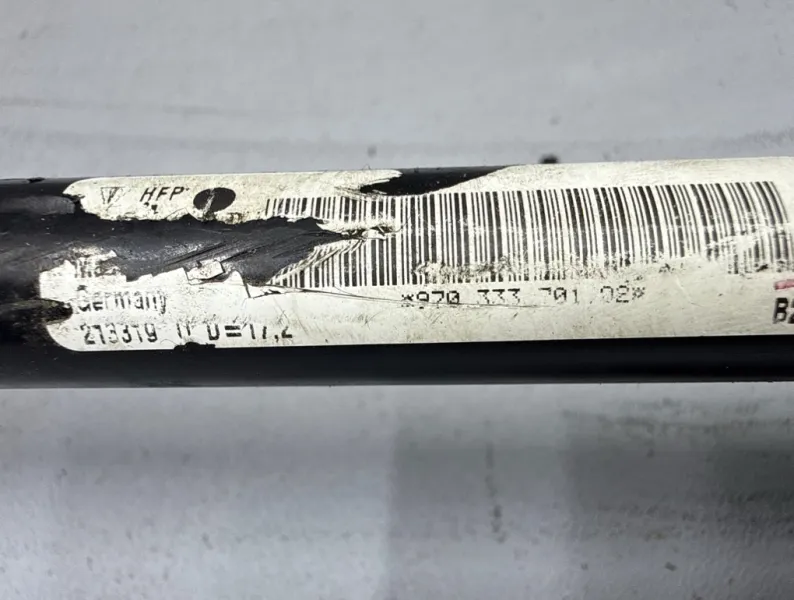 HFP
Germany
213319 D=17,2
*970.333.701.02*